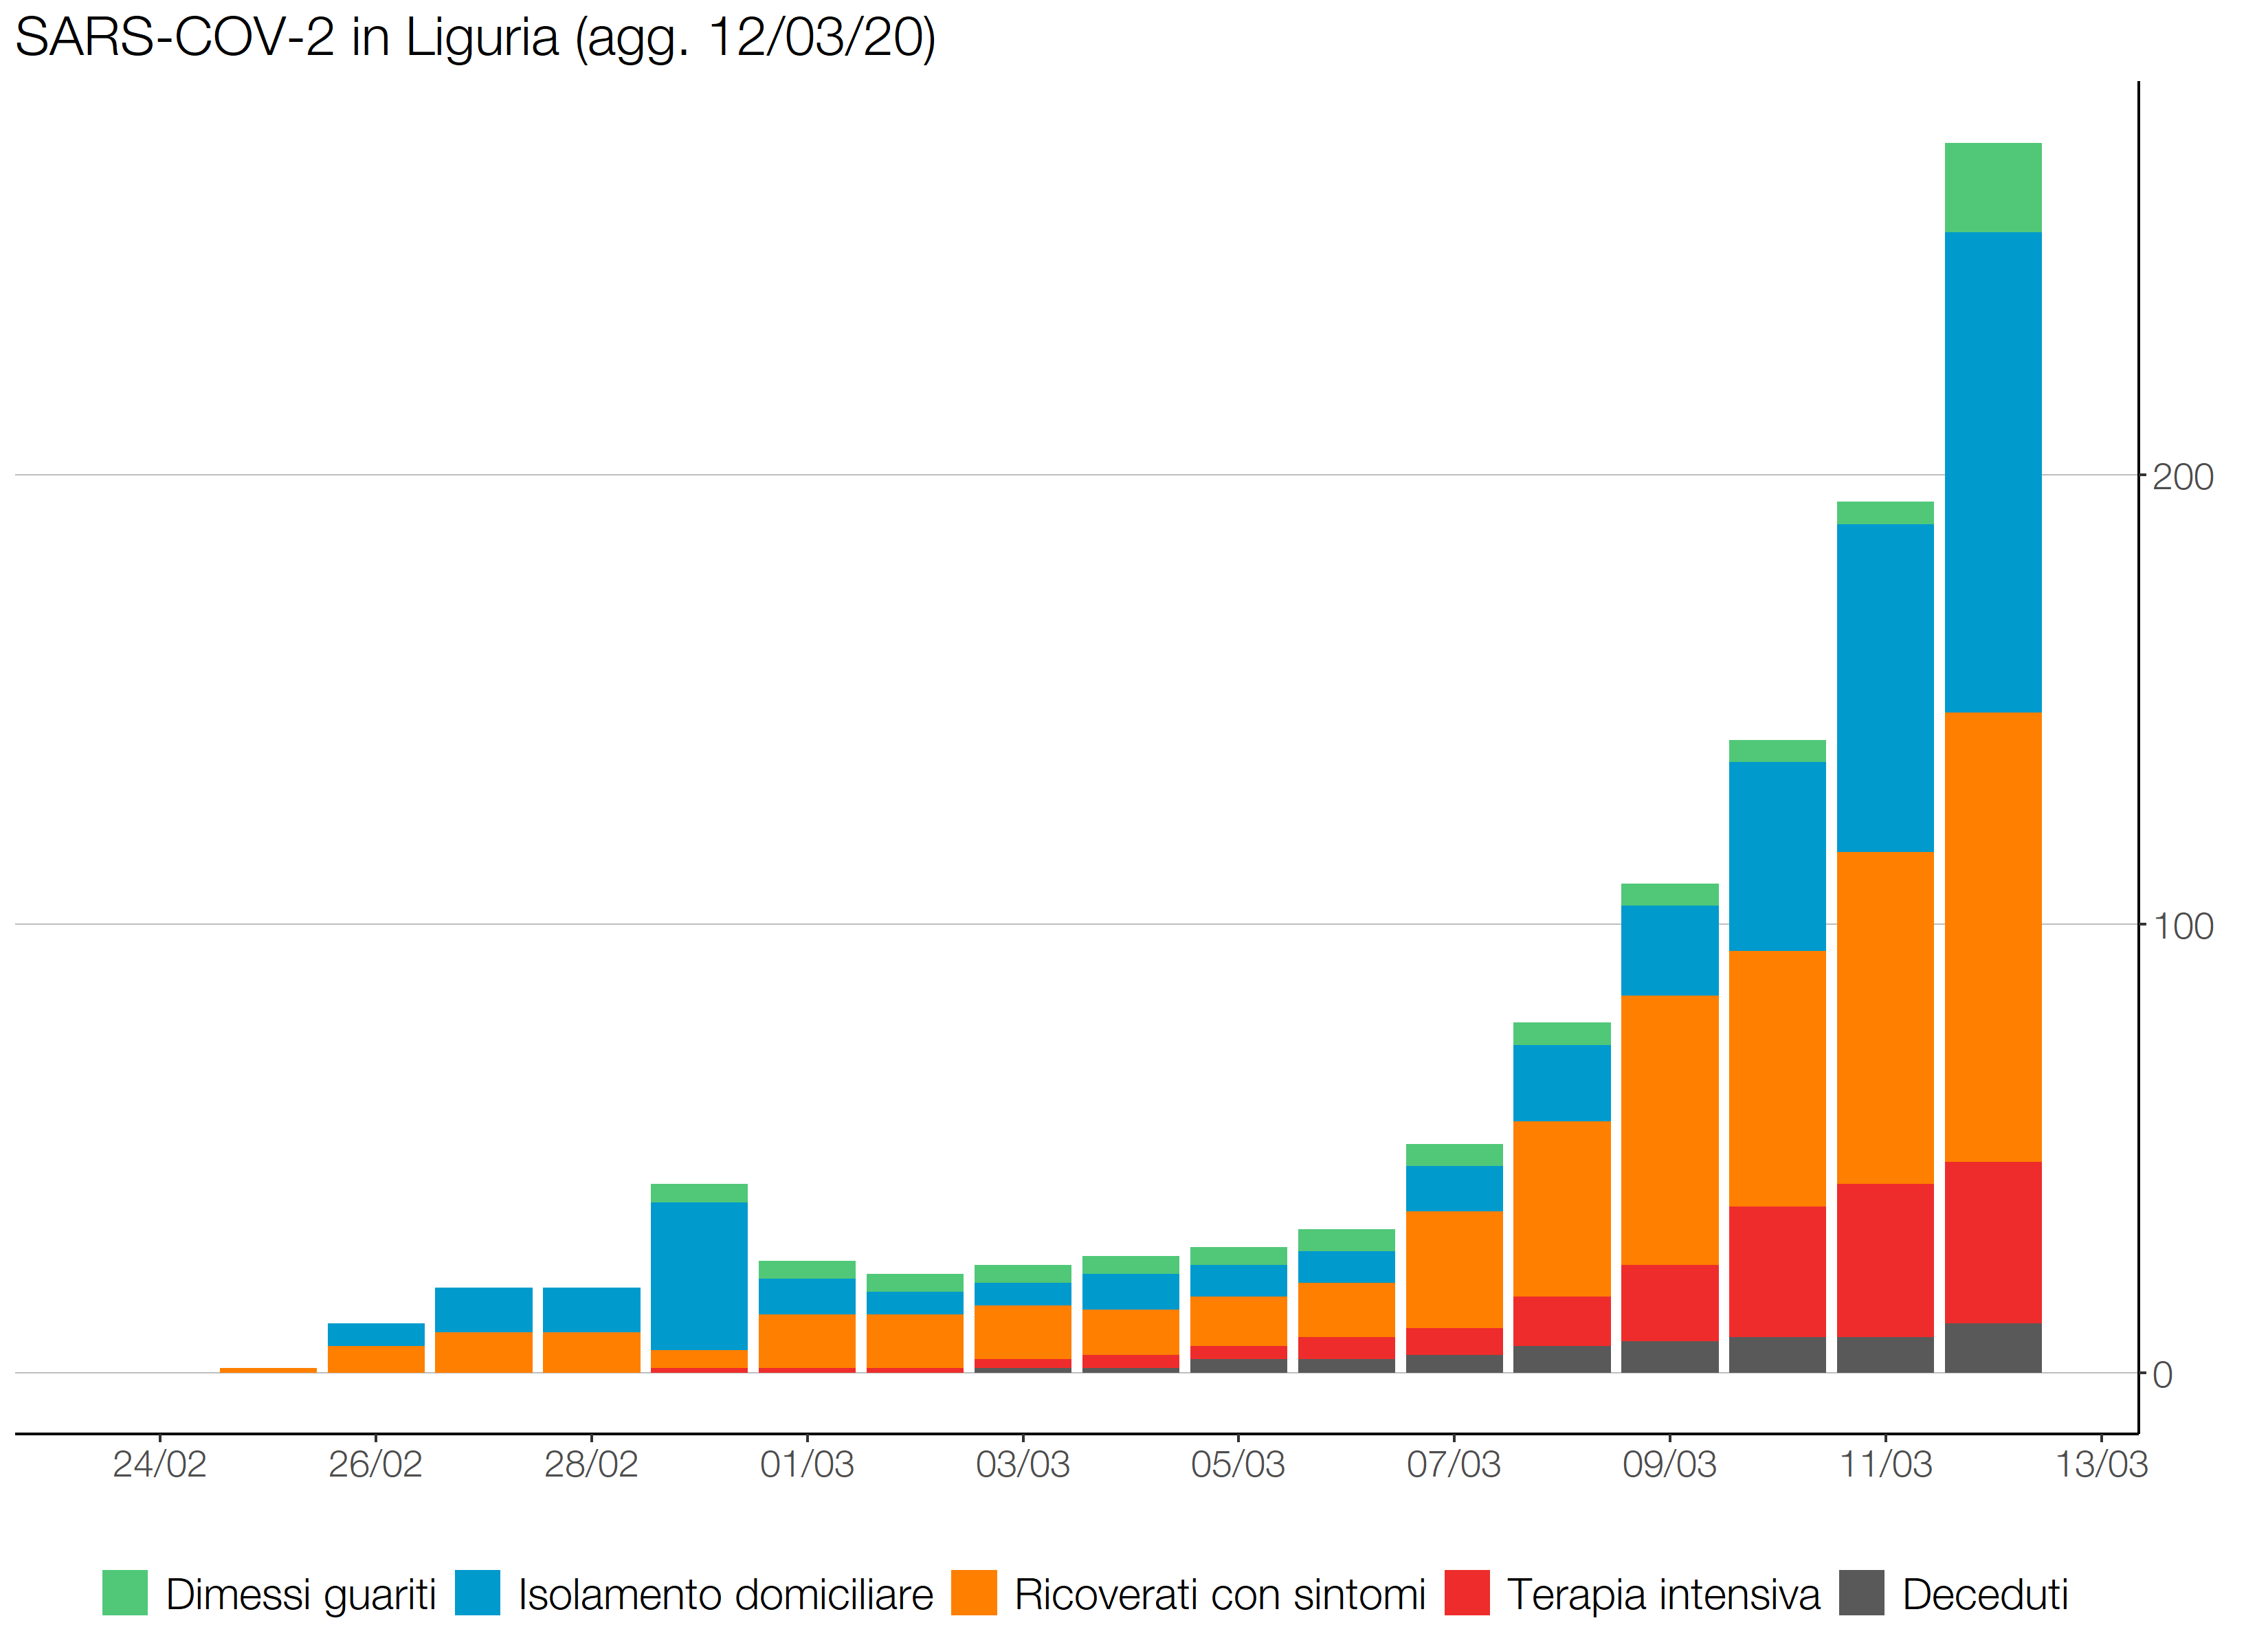 SARS-COV-2 in Liguria (agg. 12/03/20)
200
100
0
24/02 26/02 28/02 01/03 03/03 05/03 07/03 09/03 11/03 13/03
Dimessi guariti Isolamento domiciliare Ricoverati con sintomi Terapia intensiva Deceduti